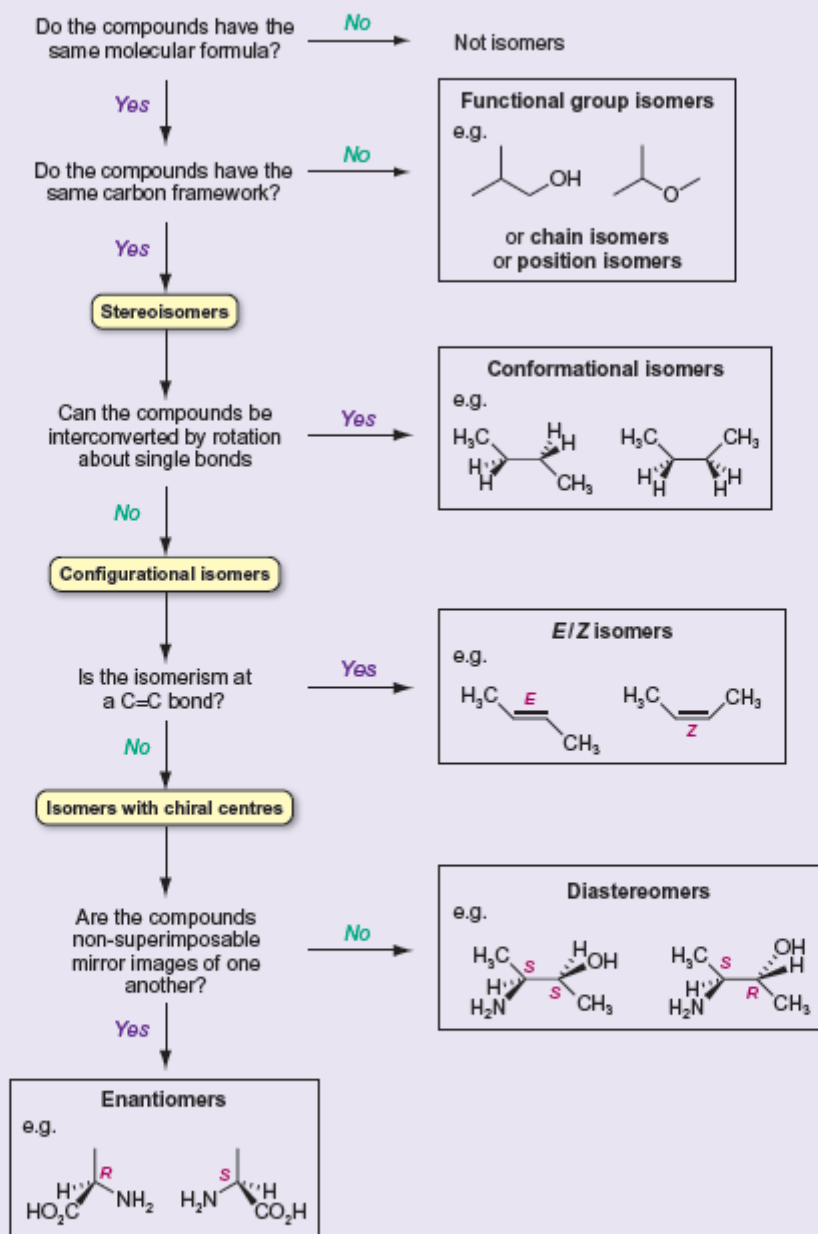 Do the compounds have the
same molecular formula?
No
Not isomers
Yes
Functional group isomers
e.g.
OH
O
or chain isomers
or position isomers
Do the compounds have the
same carbon framework?
No
Yes
Stereoisomers
Conformational isomers
e.g.
H₃C
H
H
H
H
CH₃
H₃C
CH₃
H
H
H
H
Can the compounds be
interconverted by rotation
about single bonds
Yes
No
Configurational isomers
E/Z isomers
e.g.
H₃C
E
CH₃
H₃C
CH₃
Z
Is the isomerism at
a C=C bond?
Yes
No
Isomers with chiral centres
Diastereomers
e.g.
H₃C
S
H
OH
H
S
H₂N
CH₃
H₃C
S
OH
H
H
R
H₂N
CH₃
Are the compounds
non-superimposable
mirror images of one
another?
No
Yes
Enantiomers
e.g.
R
H
HO₂C
NH₂
S
H₂N
H
CO₂H